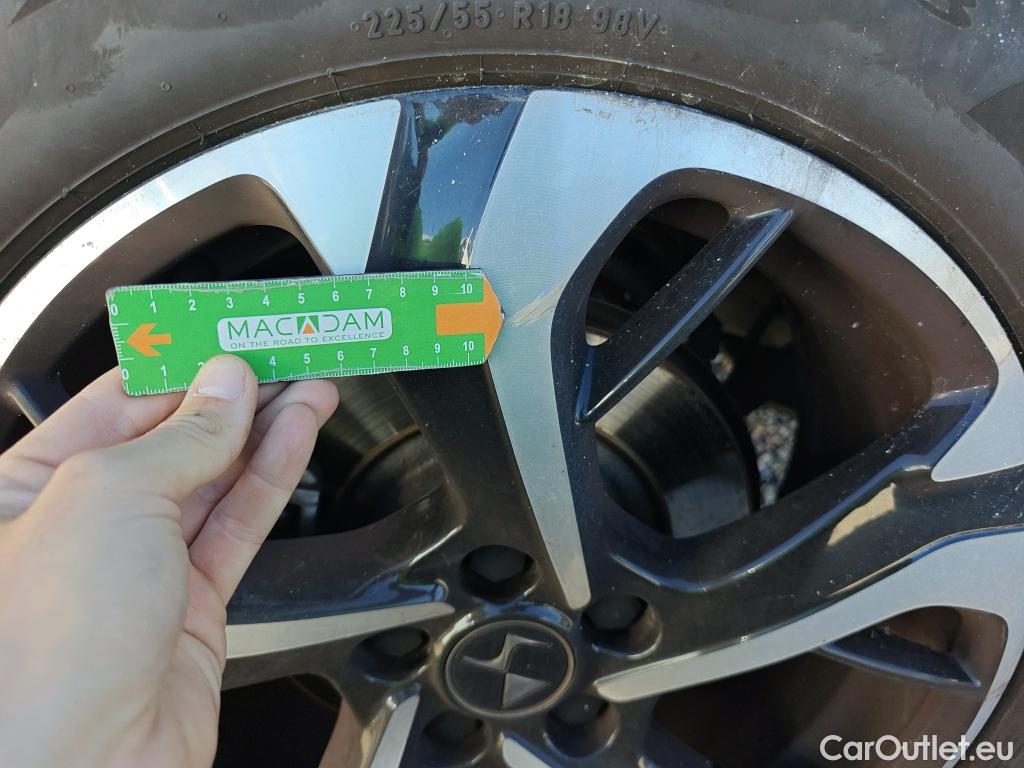 225/55 · R18 · 98V
0 1 2 3 4 5 6 7 8 9 10
MACADAM
ON THE ROAD TO EXCELLENCE
0 1 2 4 5 6 7 8 9 10
CarOutlet.eu